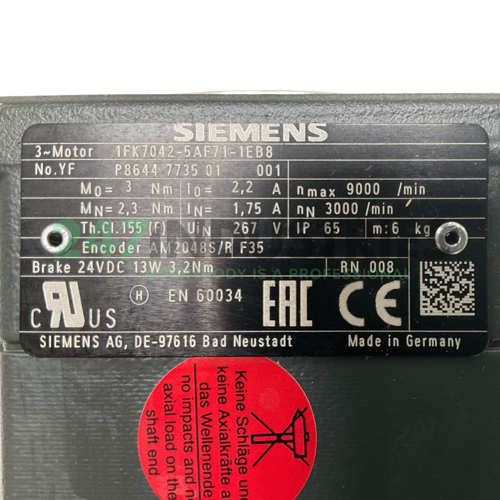 SIEMENS
3~Motor 1FK7042-5AF71-1EB8
No.YF P8644 7735 01 001
M₀= 3 Nm I₀= 2,2 A nmax 9000 /min
MN= 2,3 Nm IN= 1,75 A nN 3000 /min
Th.Cl.155 (F) UiN 267 V IP 65 m: 6 kg
Encoder AM2048S/R F35
Brake 24VDC 13W 3,2Nm RN 008
BODY IS A PROFESSIONAL
C RU US H EN 60034 EAC CE
SIEMENS AG, DE-97616 Bad Neustadt Made in Germany
Keine Schläge und
keine Axialkräfte a
das Wellenende
no impacts and n
axial load on the
shaft end